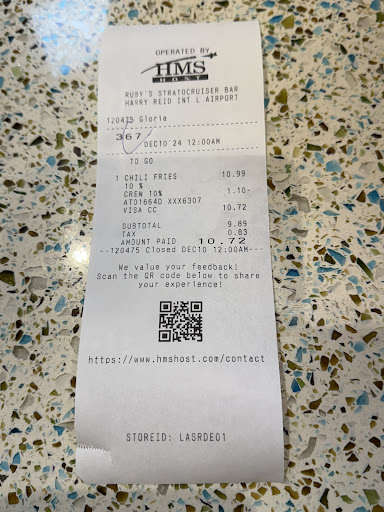 OPERATED BY
HMS
HOST
RUBY'S STRATOCRUISER BAR
HARRY REID INT L AIRPORT
120475 Gloria
367
DEC10'24 12:00AM
TO GO
1 CHILI FRIES 10.99
10 %
CREW 10% 1.10-
AT01664D XXX6307
VISA CC 10.72
SUBTOTAL 9.89
TAX 0.83
AMOUNT PAID 10.72
--120475 Closed DEC10 12:00AM---
We value your feedback!
Scan the QR code below to share
your experience!
https://www.hmshost.com/contact
STOREID: LASRDE01